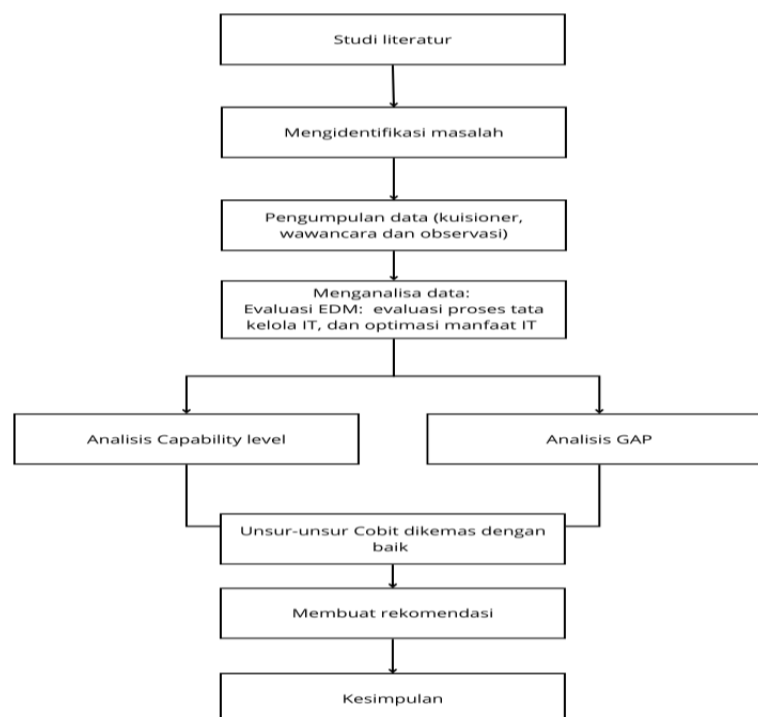 Studi literatur
Mengidentifikasi masalah
Pengumpulan data (kuisioner,
wawancara dan observasi)
Menganalisa data:
Evaluasi EDM: evaluasi proses tata
kelola IT, dan optimasi manfaat IT
Analisis Capability level
Analisis GAP
Unsur-unsur Cobit dikemas dengan
baik
Membuat rekomendasi
Kesimpulan